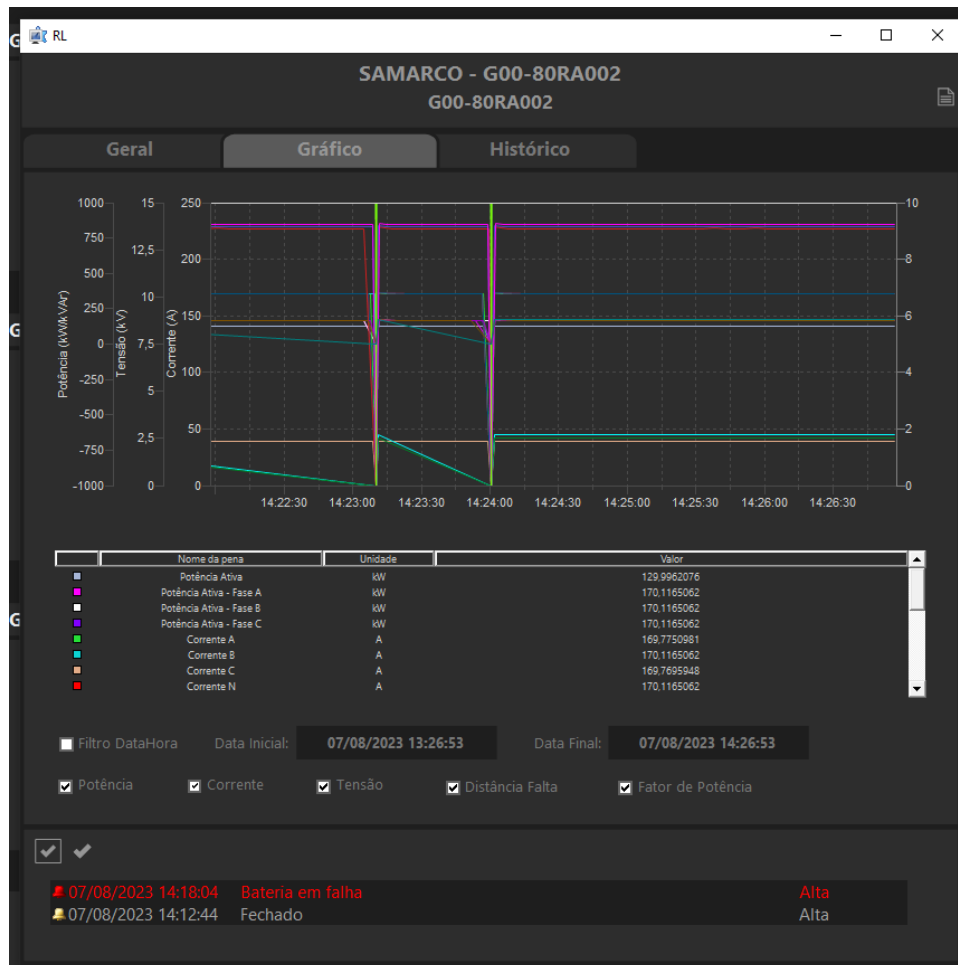 RL
SAMARCO - G00-80RA002
G00-80RA002
Geral Gráfico Histórico
1000 15 250 10
750 12,5 200 8
500 10 150 6
250 7,5 100 4
0 5 50 2
-250 2,5 0 0
-500 0
-750
-1000
Potência (kW/kVAr)
Tensão (kV)
Corrente (A)
14:22:30 14:23:00 14:23:30 14:24:00 14:24:30 14:25:00 14:25:30 14:26:00 14:26:30
Nome da pena Unidade Valor
Potência Ativa kW 129,9962076
Potência Ativa - Fase A kW 170,1165062
Potência Ativa - Fase B kW 170,1165062
Potência Ativa - Fase C kW 170,1165062
Corrente A A 169,7750981
Corrente B A 170,1165062
Corrente C A 169,7695948
Corrente N A 170,1165062
Filtro DataHora Data Inicial: 07/08/2023 13:26:53 Data Final: 07/08/2023 14:26:53
Potência Corrente Tensão Distância Falta Fator de Potência
07/08/2023 14:18:04 Bateria em falha Alta
07/08/2023 14:12:44 Fechado Alta
G
G
G